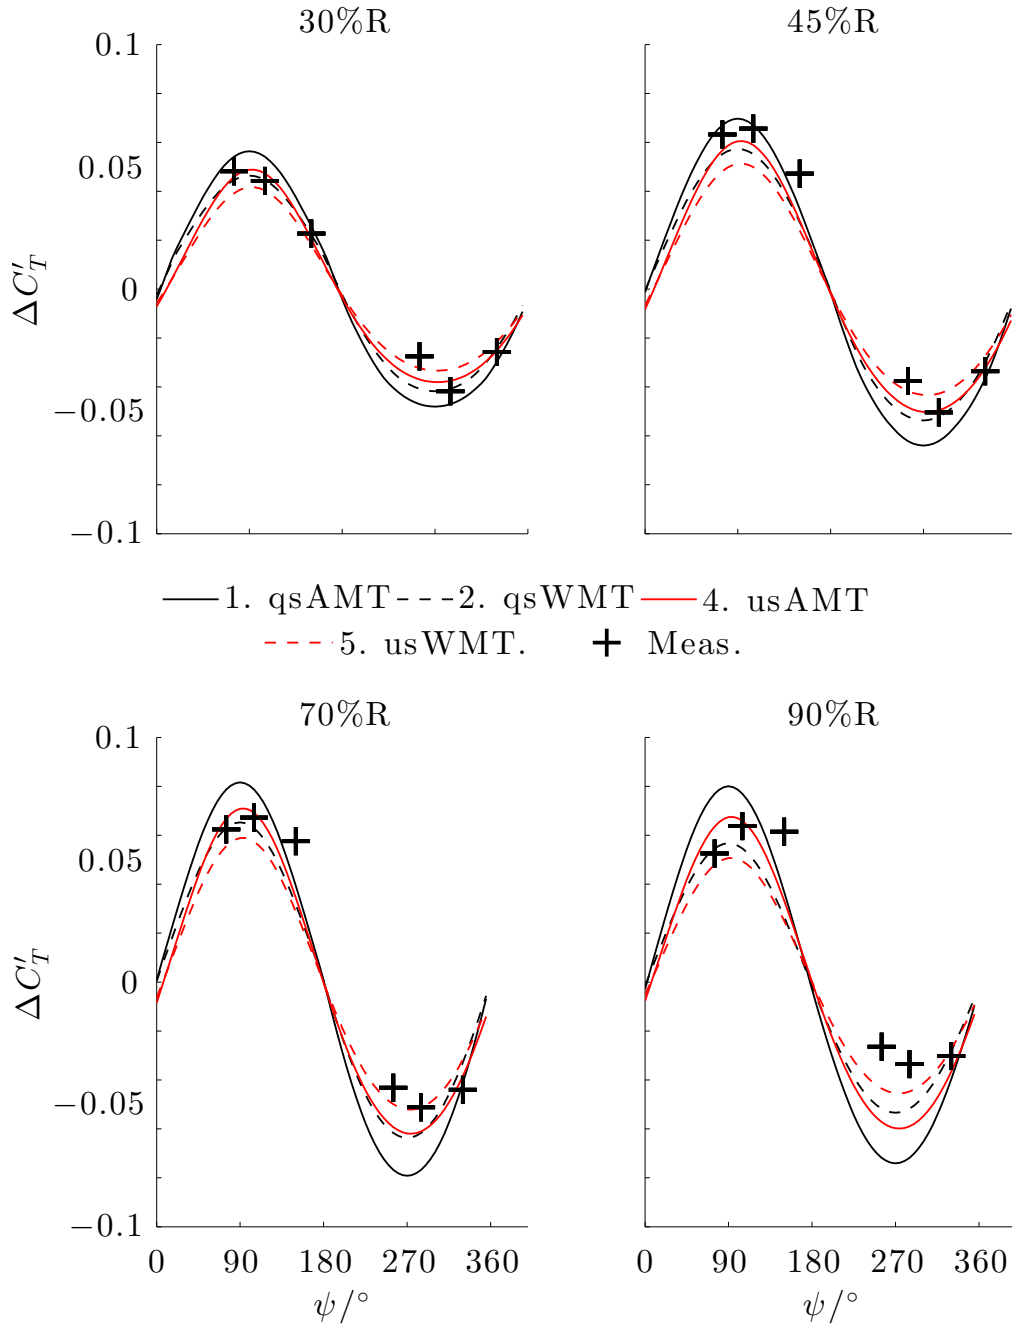 30%R 45%R
0.1
0.05
0
−0.05
−0.1
ΔC′_T
1. qsAMT 2. qsWMT 4. usAMT
5. usWMT. Meas.
70%R 90%R
0.1
0.05
0
−0.05
−0.1
ΔC′_T
0 90 180 270 360 0 90 180 270 360
ψ/° ψ/°